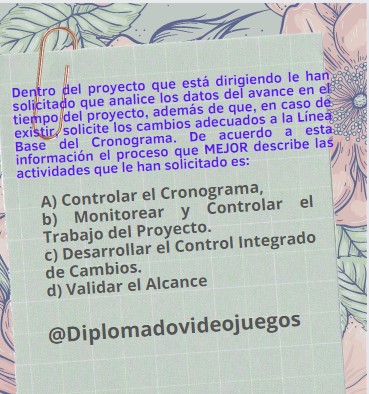 Dentro del proyecto que está dirigiendo le han
solicitado que analice los datos del avance en el
tiempo del proyecto, además de que, en caso de
existir, solicite los cambios adecuados a la Línea
Base del Cronograma. De acuerdo a esta
información el proceso que MEJOR describe las
actividades que le han solicitado es:
A) Controlar el Cronograma,
b) Monitorear y Controlar el
Trabajo del Proyecto.
c) Desarrollar el Control Integrado
de Cambios.
d) Validar el Alcance
@Diplomadovideojuegos